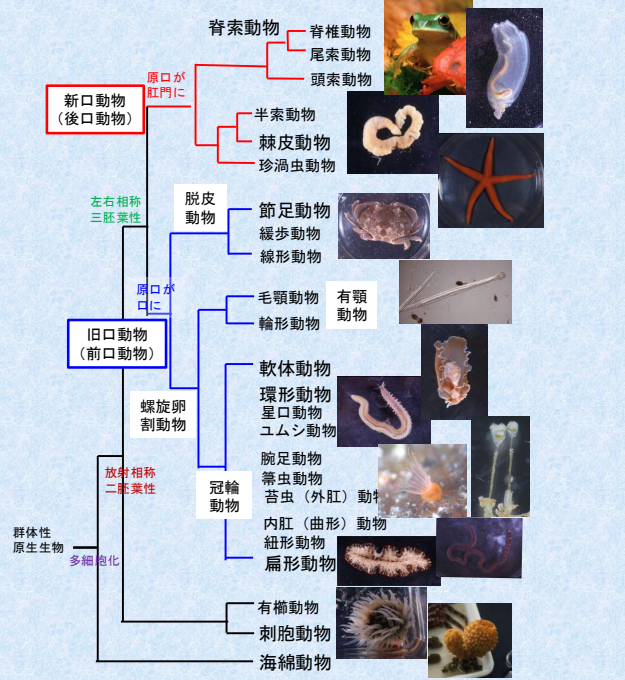 脊索動物
脊椎動物
尾索動物
頭索動物
原口が
肛門に
新口動物
（後口動物）
半索動物
棘皮動物
珍渦虫動物
左右相称
三胚葉性
脱皮
動物
節足動物
緩歩動物
線形動物
原口が
口に
毛顎動物
輪形動物
有顎
動物
旧口動物
（前口動物）
軟体動物
環形動物
星口動物
ユムシ動物
螺旋卵
割動物
腕足動物
箒虫動物
苔虫（外肛）動
放射相称
二胚葉性
冠輪
動物
内肛（曲形）動物
紐形動物
扁形動物
群体性
原生生物
多細胞化
有櫛動物
刺胞動物
海綿動物